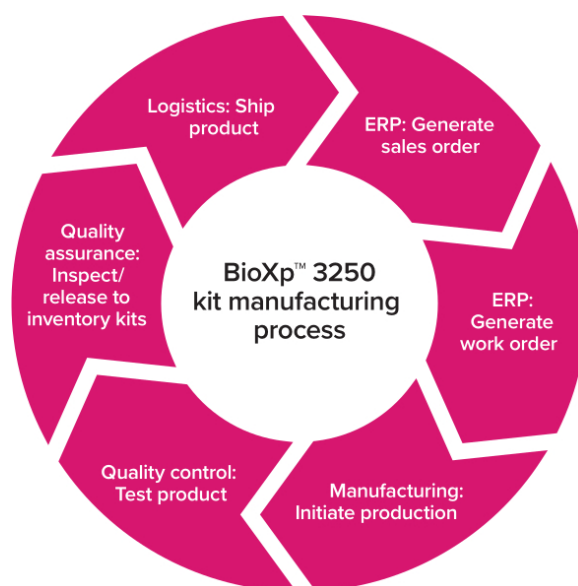 BioXp™ 3250
kit manufacturing
process
ERP: Generate
sales order
ERP:
Generate
work order
Manufacturing:
Initiate production
Quality control:
Test product
Quality
assurance:
Inspect/
release to
inventory kits
Logistics: Ship
product